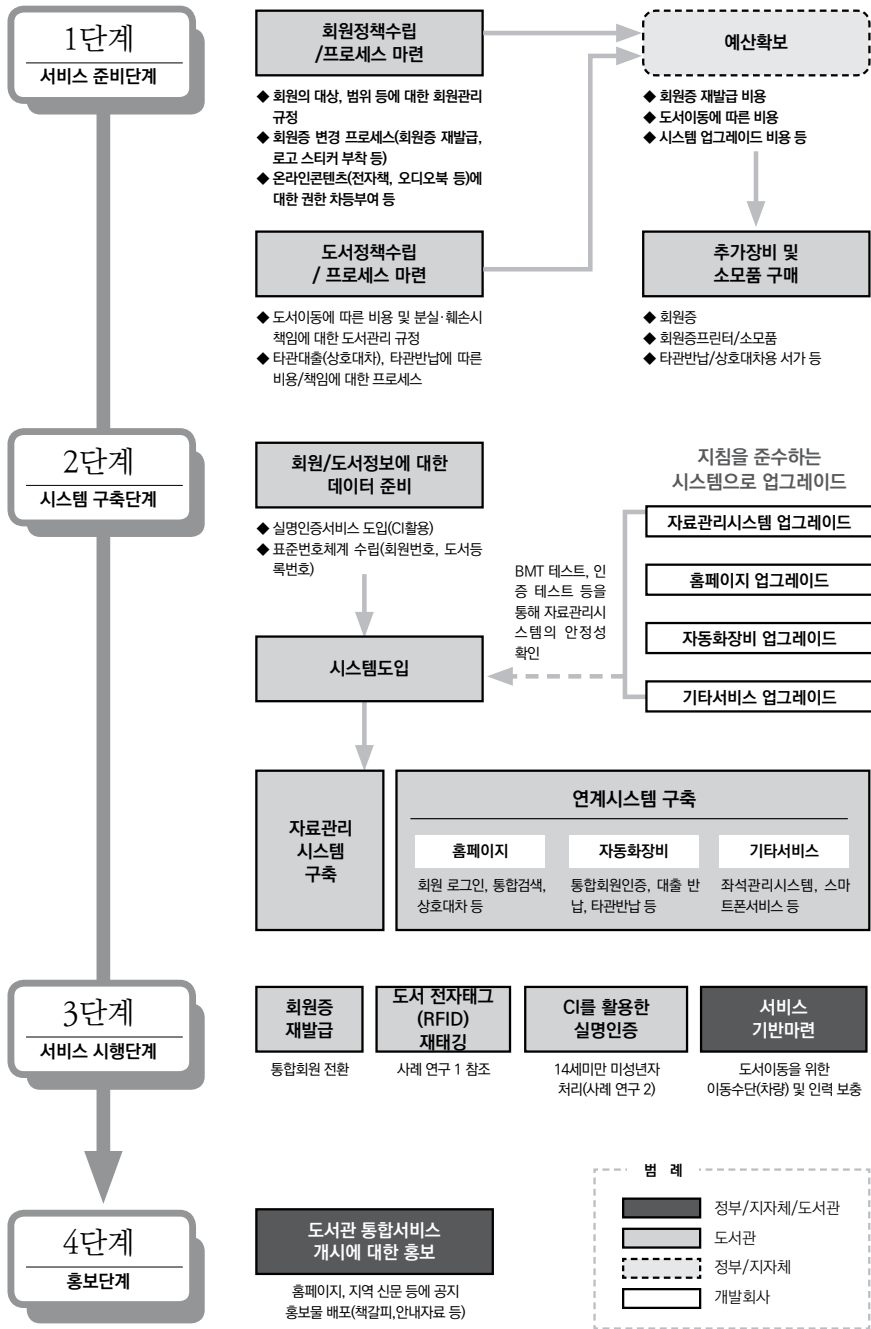 1단계
서비스 준비단계
회원정책수립
/프로세스 마련
◆ 회원의 대상, 범위 등에 대한 회원관리
규정
◆ 회원증 변경 프로세스(회원증 재발급,
로고 스티커 부착 등)
◆ 온라인콘텐츠(전자책, 오디오북 등)에
대한 권한 차등부여 등
예산확보
◆ 회원증 재발급 비용
◆ 도서이동에 따른 비용
◆ 시스템 업그레이드 비용 등
도서정책수립
/ 프로세스 마련
◆ 도서이동에 따른 비용 및 분실·훼손시
책임에 대한 도서관리 규정
◆ 타관대출(상호대차), 타관반납에 따른
비용/책임에 대한 프로세스
추가장비 및
소모품 구매
◆ 회원증
◆ 회원증프린터/소모품
◆ 타관반납/상호대차용 서가 등
2단계
시스템 구축단계
회원/도서정보에 대한
데이터 준비
◆ 실명인증서비스 도입(CI활용)
◆ 표준번호체계 수립(회원번호, 도서등
록번호)
지침을 준수하는
시스템으로 업그레이드
자료관리시스템 업그레이드
홈페이지 업그레이드
자동화장비 업그레이드
기타서비스 업그레이드
BMT 테스트, 인
증 테스트 등을
통해 자료관리시
스템의 안정성
확인
시스템도입
자료관리
시스템
구축
연계시스템 구축
홈페이지
회원 로그인, 통합검색,
상호대차 등
자동화장비
통합회원인증, 대출 반
납, 타관반납 등
기타서비스
좌석관리시스템, 스마
트폰서비스 등
3단계
서비스 시행단계
회원증
재발급
통합회원 전환
도서 전자태그
(RFID)
재태깅
사례 연구 1 참조
CI를 활용한
실명인증
14세미만 미성년자
처리(사례 연구 2)
서비스
기반마련
도서이동을 위한
이동수단(차량) 및 인력 보충
4단계
홍보단계
도서관 통합서비스
개시에 대한 홍보
홈페이지, 지역 신문 등에 공지
홍보물 배포(책갈피,안내자료 등)
범 례
정부/지자체/도서관
도서관
정부/지자체
개발회사